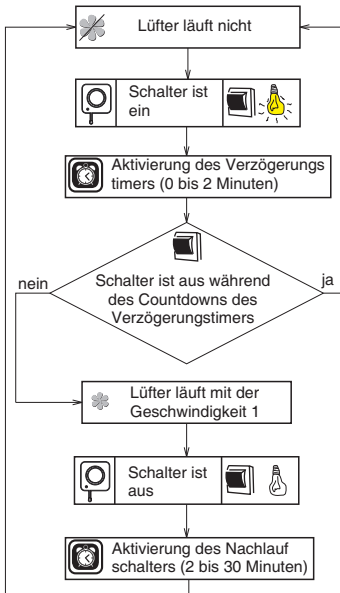 Lüfter läuft nicht
Schalter ist
ein
Aktivierung des Verzögerungs
timers (0 bis 2 Minuten)
nein
ja
Schalter ist aus während
des Countdowns des
Verzögerungstimers
Lüfter läuft mit der
Geschwindigkeit 1
Schalter ist
aus
Aktivierung des Nachlauf
schalters (2 bis 30 Minuten)